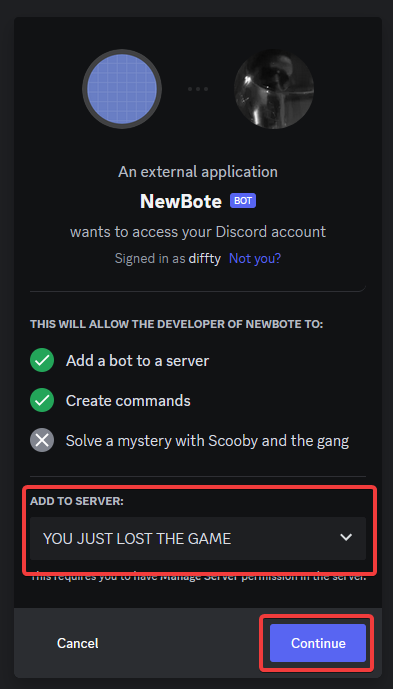 An external application
NewBote BOT
wants to access your Discord account
Signed in as diffty Not you?
THIS WILL ALLOW THE DEVELOPER OF NEWBOTE TO:
Add a bot to a server
Create commands
Solve a mystery with Scooby and the gang
ADD TO SERVER:
YOU JUST LOST THE GAME
This requires you to have Manage Server permission in the server.
Cancel
Continue